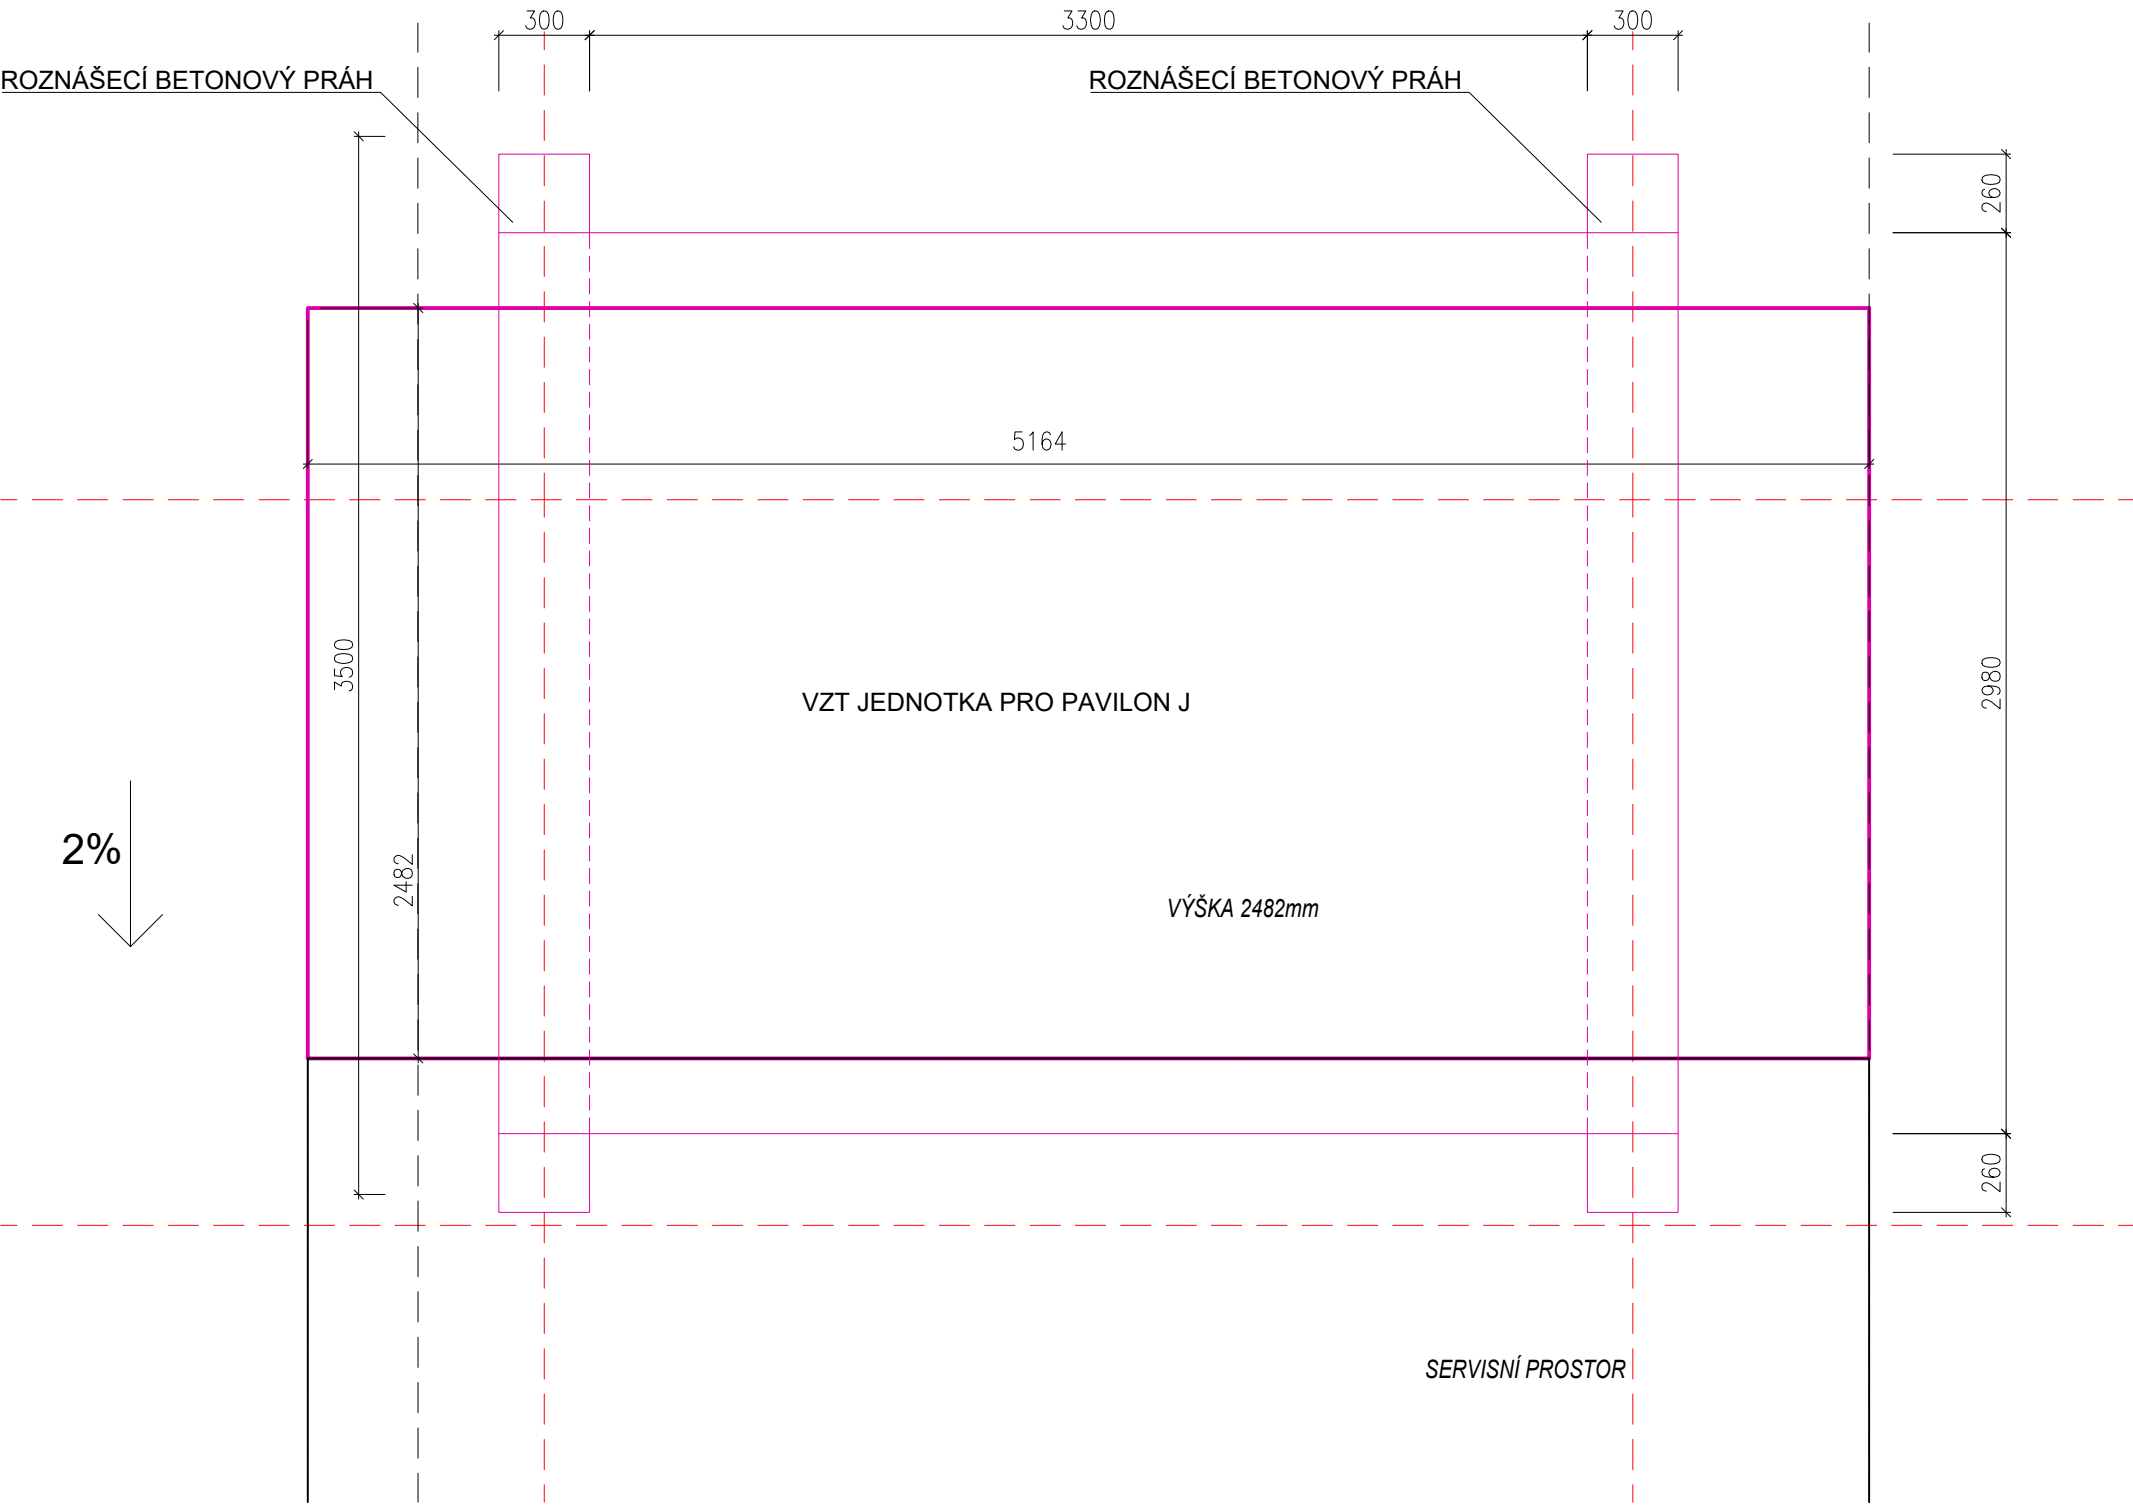 300
3300
300
ROZNÁŠECÍ BETONOVÝ PRÁH
ROZNÁŠECÍ BETONOVÝ PRÁH
260
5164
3500
2980
VZT JEDNOTKA PRO PAVILON J
2%
2482
VÝŠKA 2482mm
260
SERVISNÍ PROSTOR